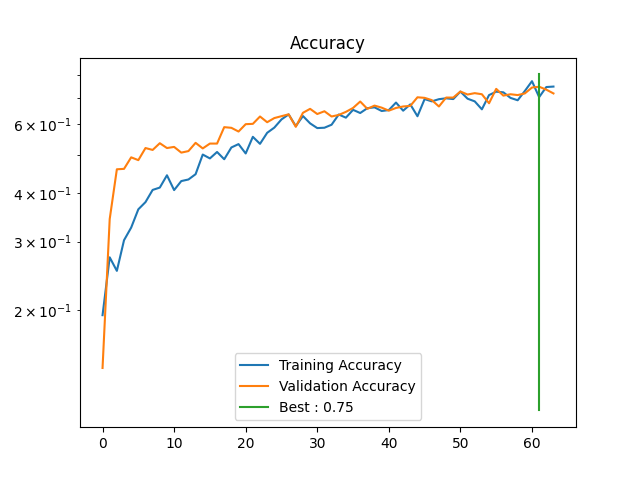 Accuracy
6 × 10⁻¹
4 × 10⁻¹
3 × 10⁻¹
2 × 10⁻¹
Training Accuracy
Validation Accuracy
Best : 0.75
0 10 20 30 40 50 60